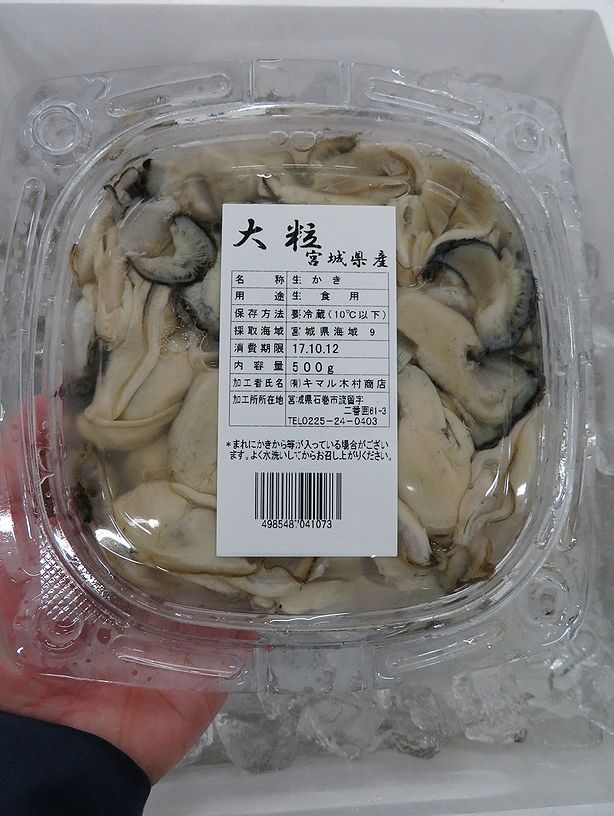 大粒
宮城県産
名称 生かき
用途 生食用
保存方法 要冷蔵(10℃以下)
採取海域 宮城県海域 9
消費期限 17.10.12
内容量 500g
加工者氏名 (有)キマル木村商店
加工所所在地 宮城県石巻市流留字
二番囲61-3
TEL0225-24-0403
*まれにかきから等が入っている場合がござい
ます。よく水洗いしてからお召し上がりください。
498548 041073